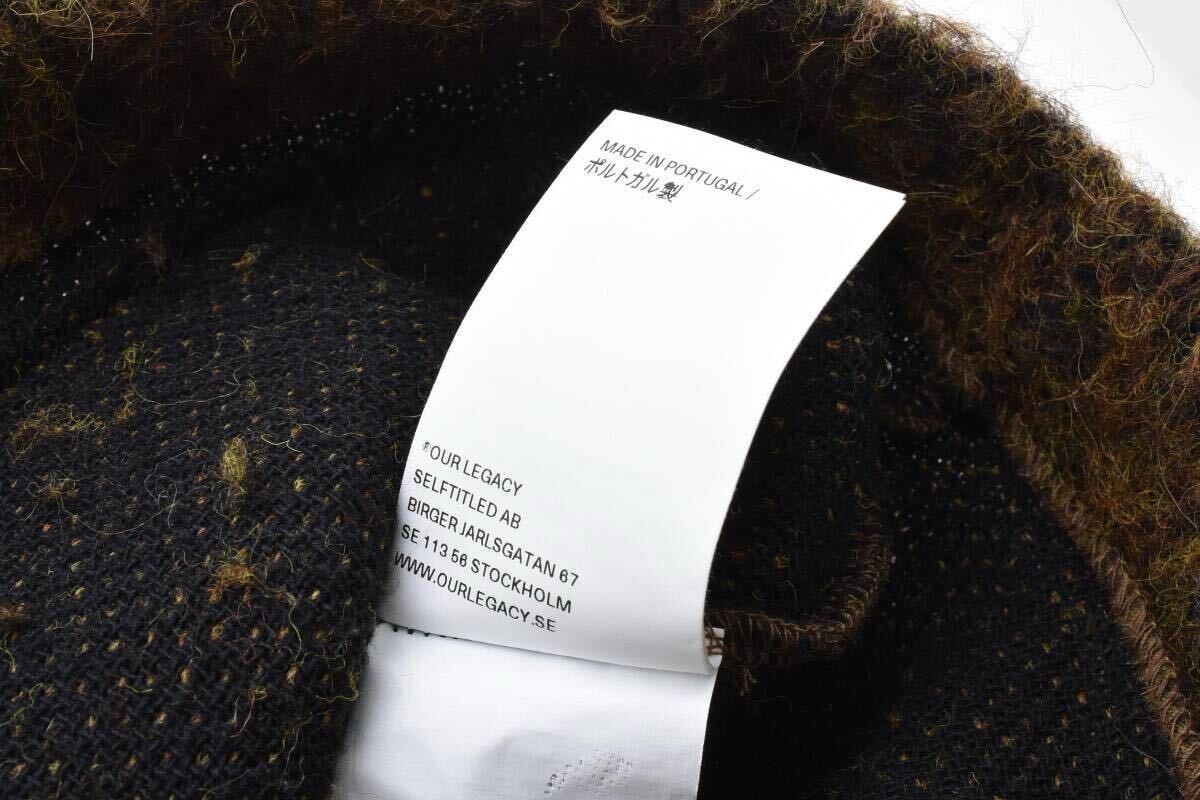 MADE IN PORTUGAL /
ポルトガル製
®OUR LEGACY
SELFTITLED AB
BIRGER JARLSGATAN 67
SE 113 56 STOCKHOLM
WWW.OURLEGACY.SE